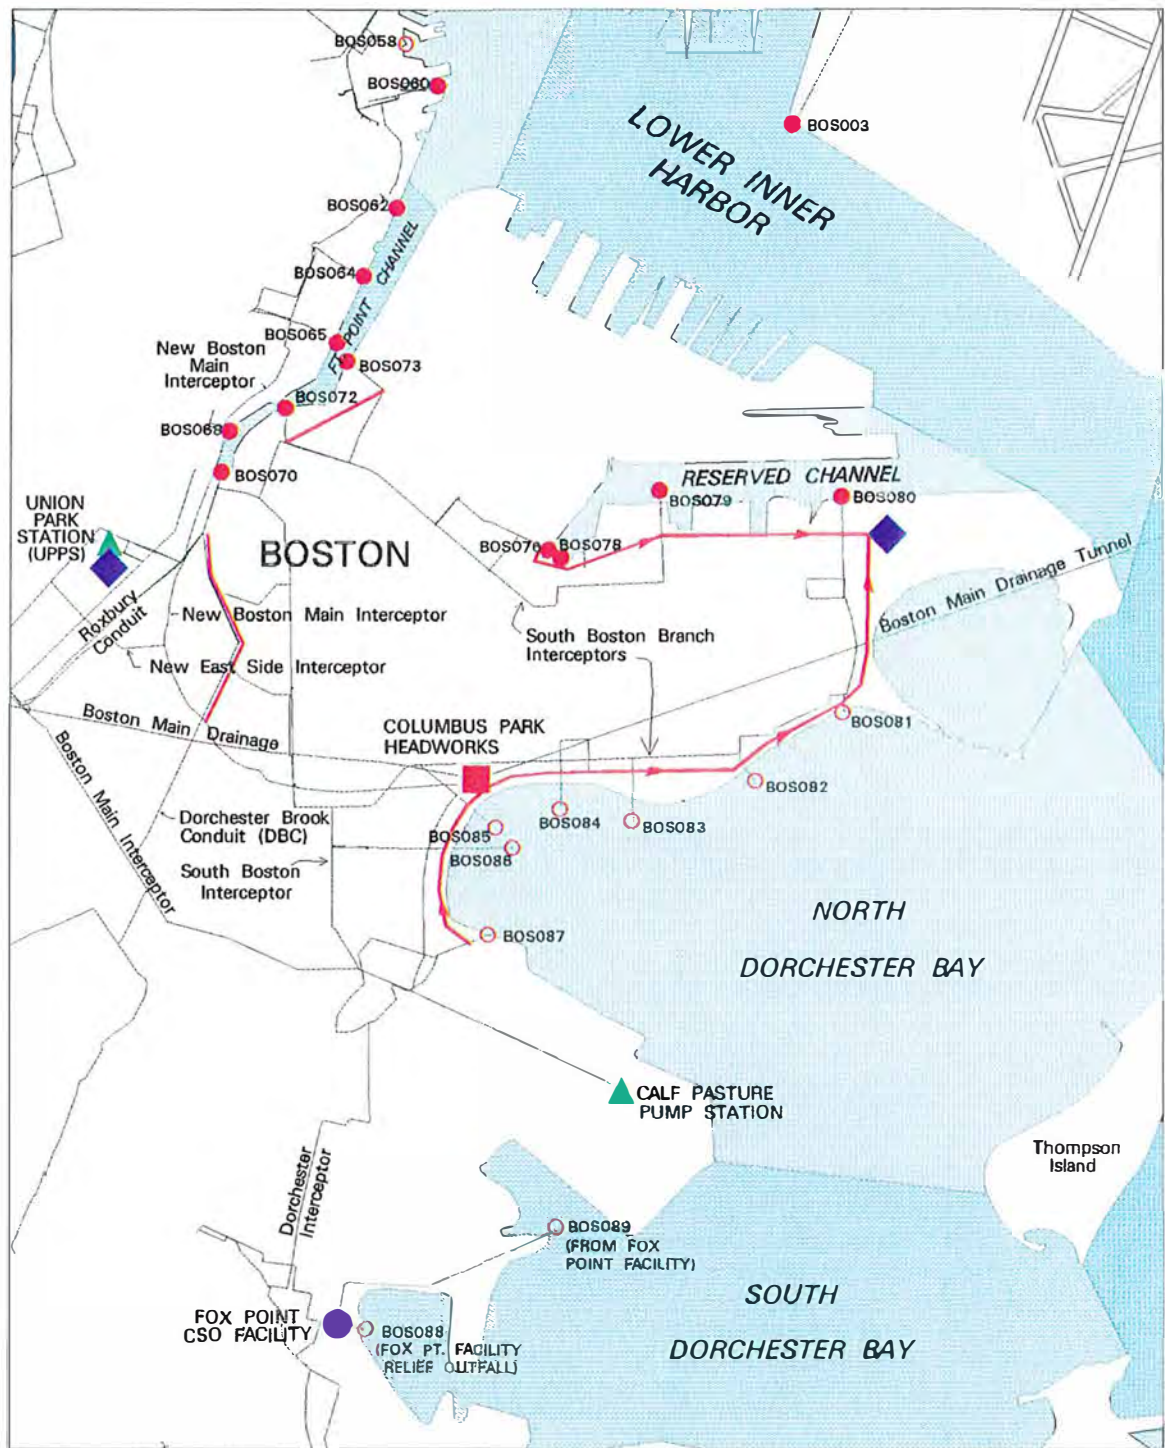 BOS058
BOS060
BOS003
LOWER INNER
HARBOR
BOS062
BOS064
FT. POINT CHANNEL
BOS065
BOS073
New Boston
Main
Interceptor
BOS072
BOS068
BOS070
RESERVED CHANNEL
BOS079
BOS080
UNION
PARK
STATION
(UPPS)
BOSTON
BOS076
BOS078
Boston Main Drainage Tunnel
Roxbury
Conduit
New Boston Main Interceptor
South Boston Branch
Interceptors
New East Side Interceptor
Boston Main Drainage
COLUMBUS PARK
HEADWORKS
BOS081
BOS082
Boston Main Interceptor
Dorchester Brook
Conduit (DBC)
BOS085
BOS084
BOS083
BOS086
South Boston
Interceptor
BOS087
NORTH
DORCHESTER BAY
CALF PASTURE
PUMP STATION
Thompson
Island
Dorchester
Interceptor
BOS089
(FROM FOX
POINT FACILITY)
SOUTH
DORCHESTER BAY
FOX POINT
CSO FACILITY
BOS088
(FOX PT. FACILITY
RELIEF OUTFALL)